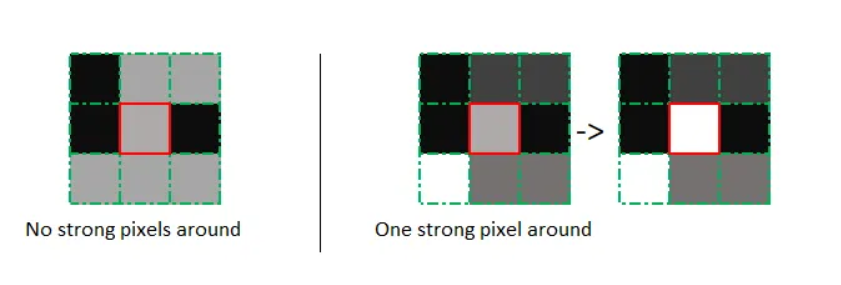 ->
No strong pixels around
One strong pixel around